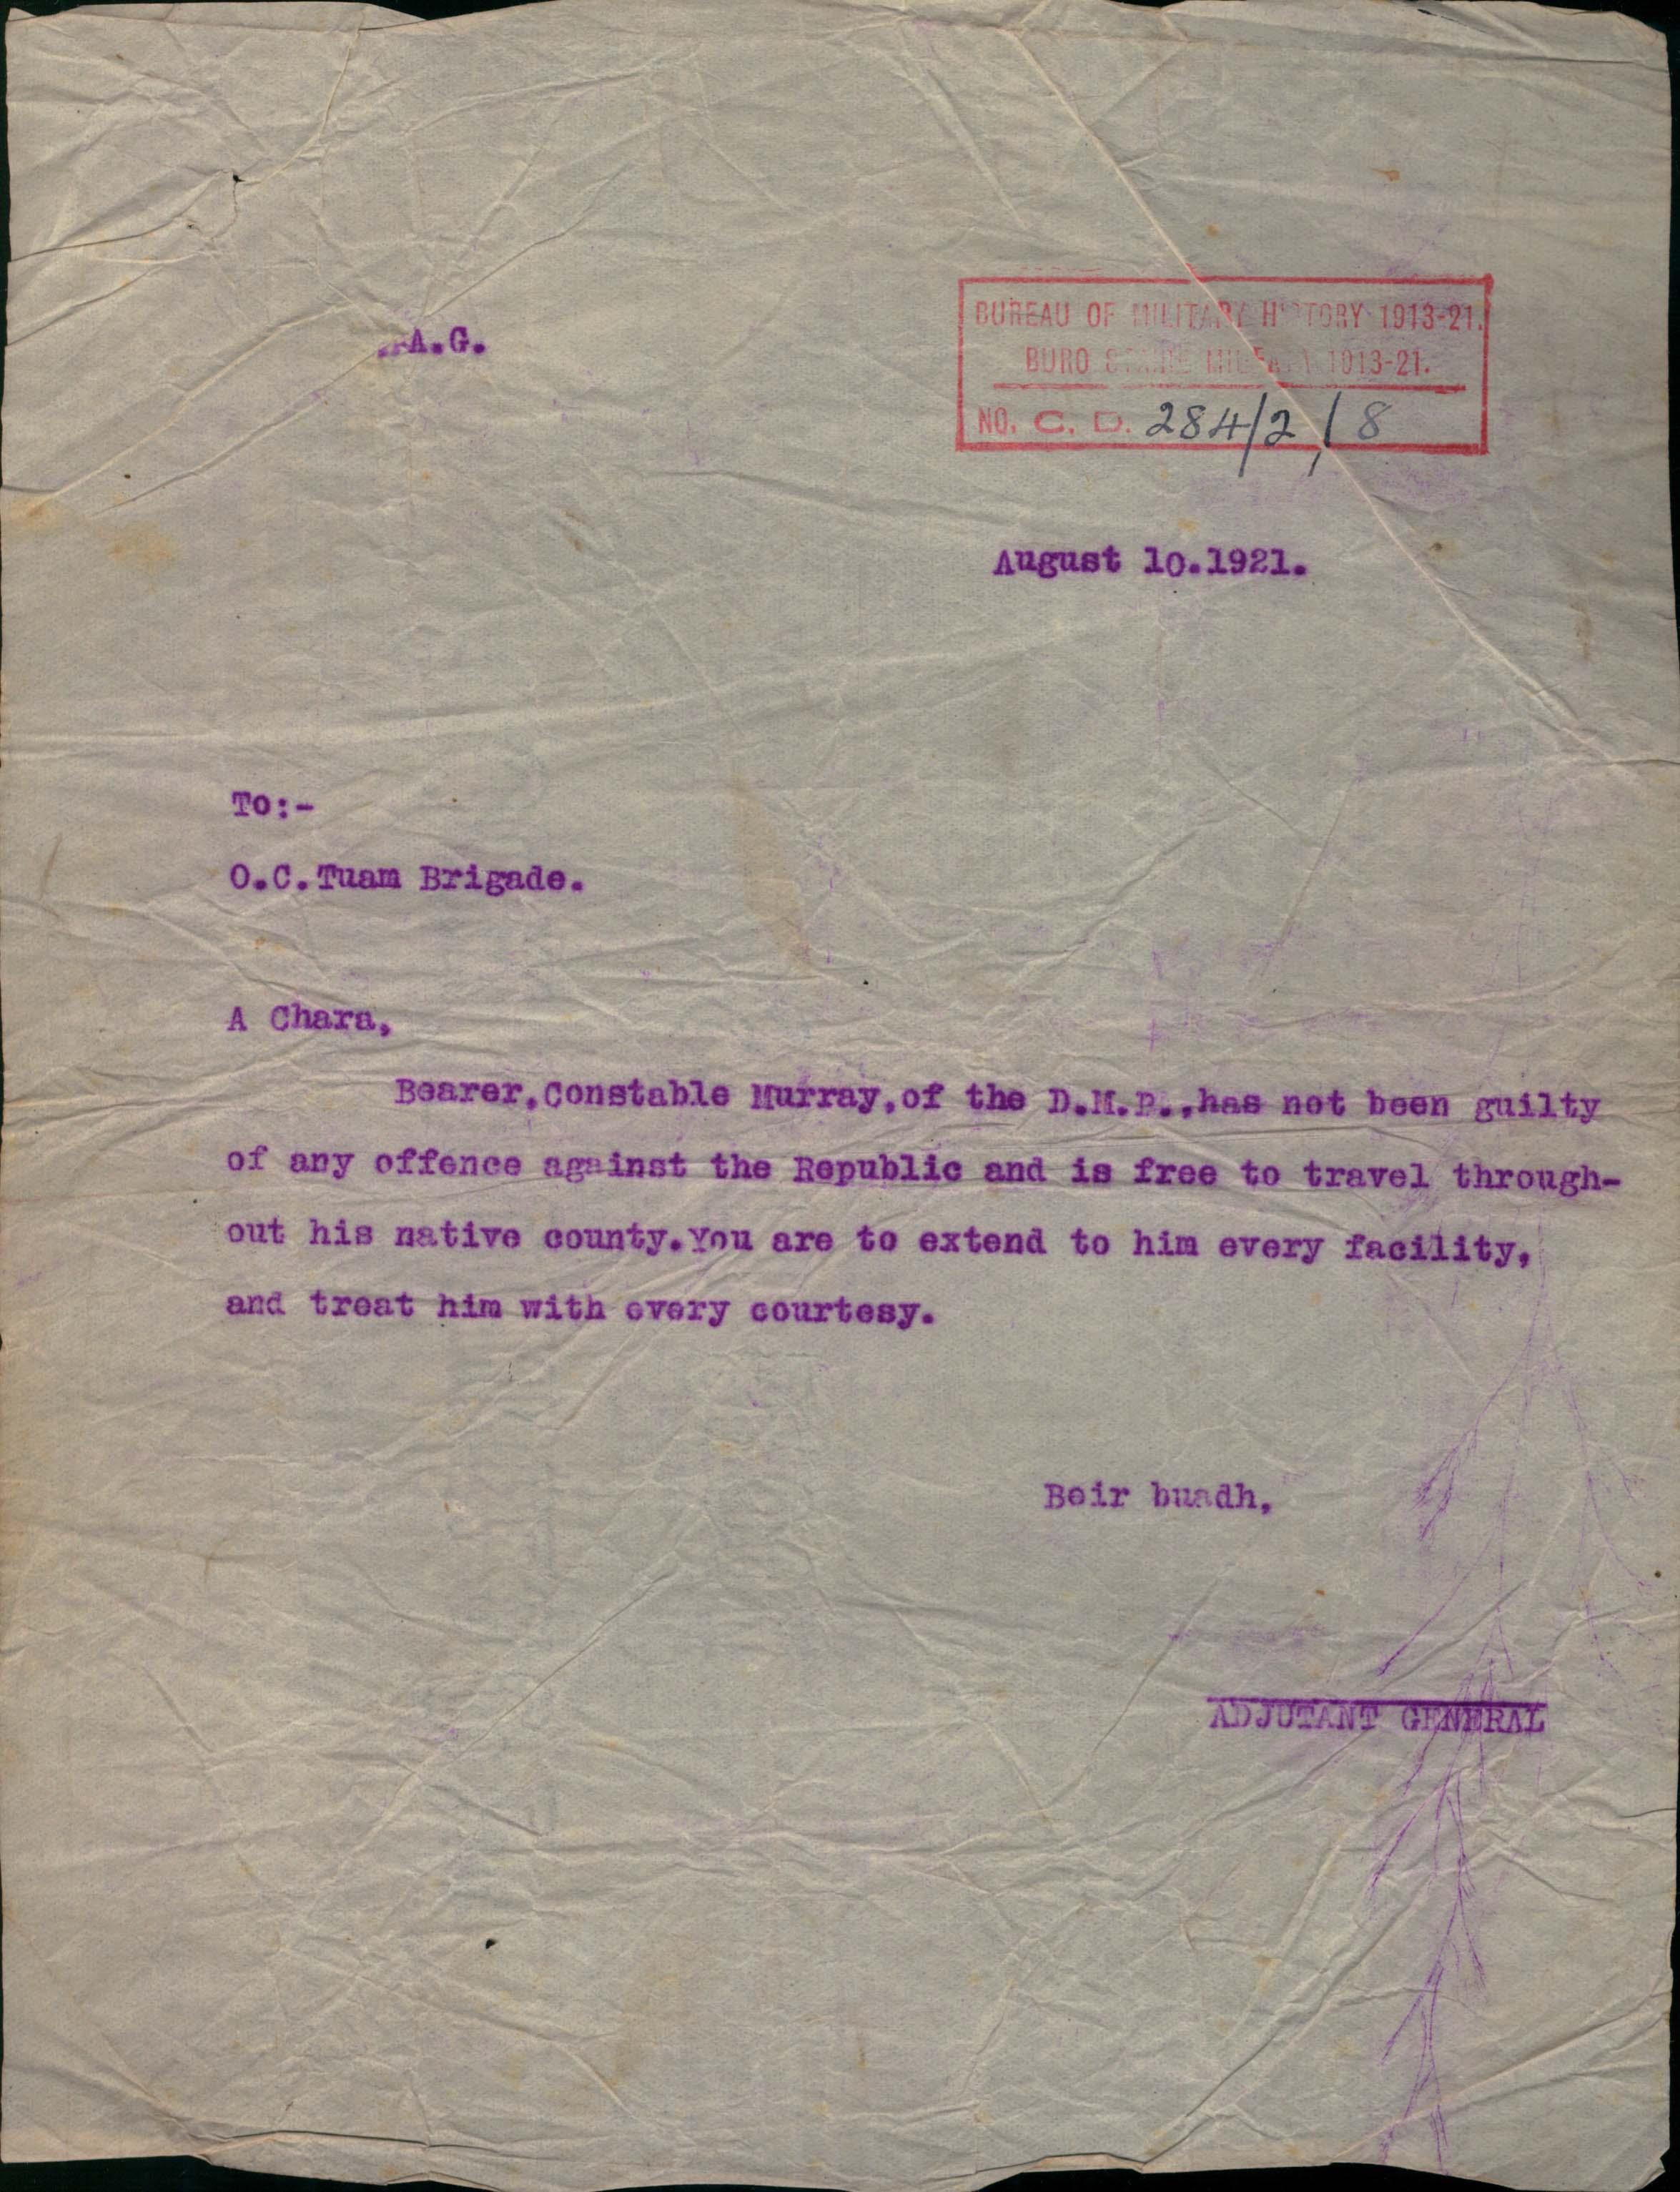 A.G.
BUREAU OF MILITARY HISTORY 1913-21.
BURO STAIRE MILEATA 1913-21.
NO. C. D. 284/2/8
August 10.1921.
To:-
O.C.Tuam Brigade.
A Chara,
Bearer,Constable Murray,of the D.M.P.,has not been guilty
of any offence against the Republic and is free to travel through-
out his native county.You are to extend to him every facility,
and treat him with every courtesy.
Beir buadh,
ADJUTANT GENERAL